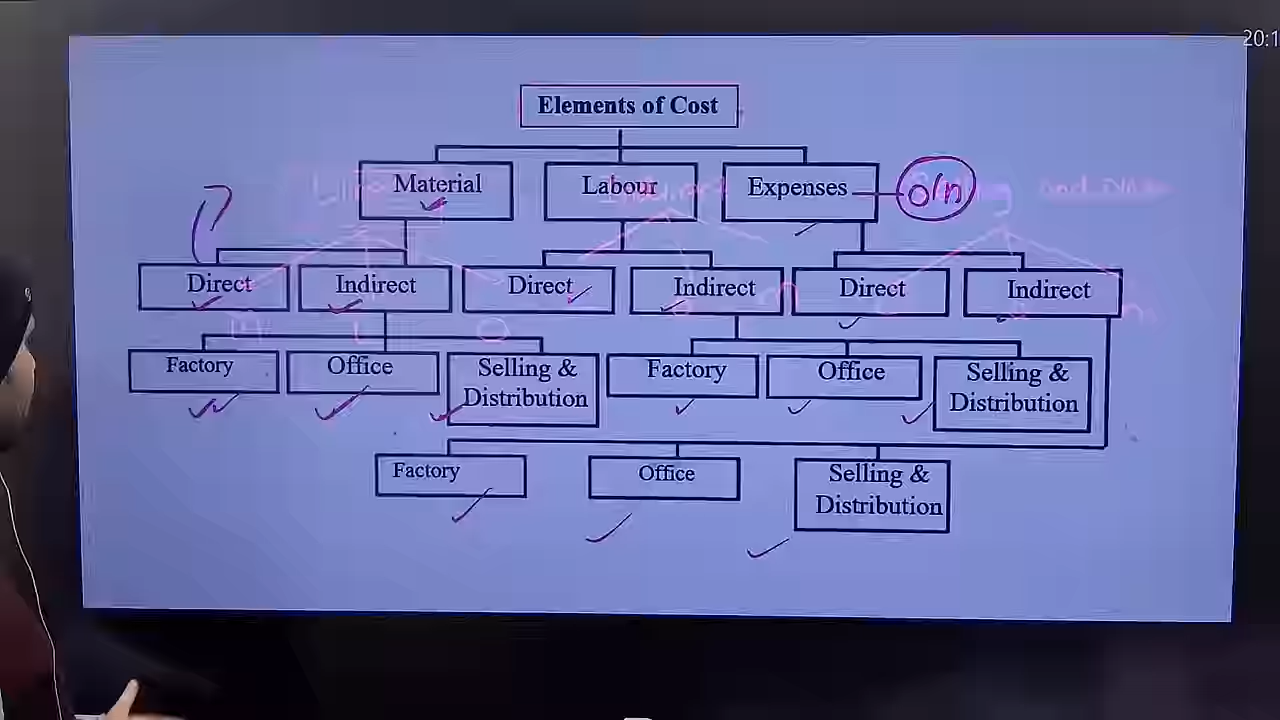 20:1
Elements of Cost
Material Labour Expenses O/h
Direct Indirect Direct Indirect Direct Indirect
Factory Office Selling & Distribution Factory Office Selling & Distribution
Factory Office Selling & Distribution